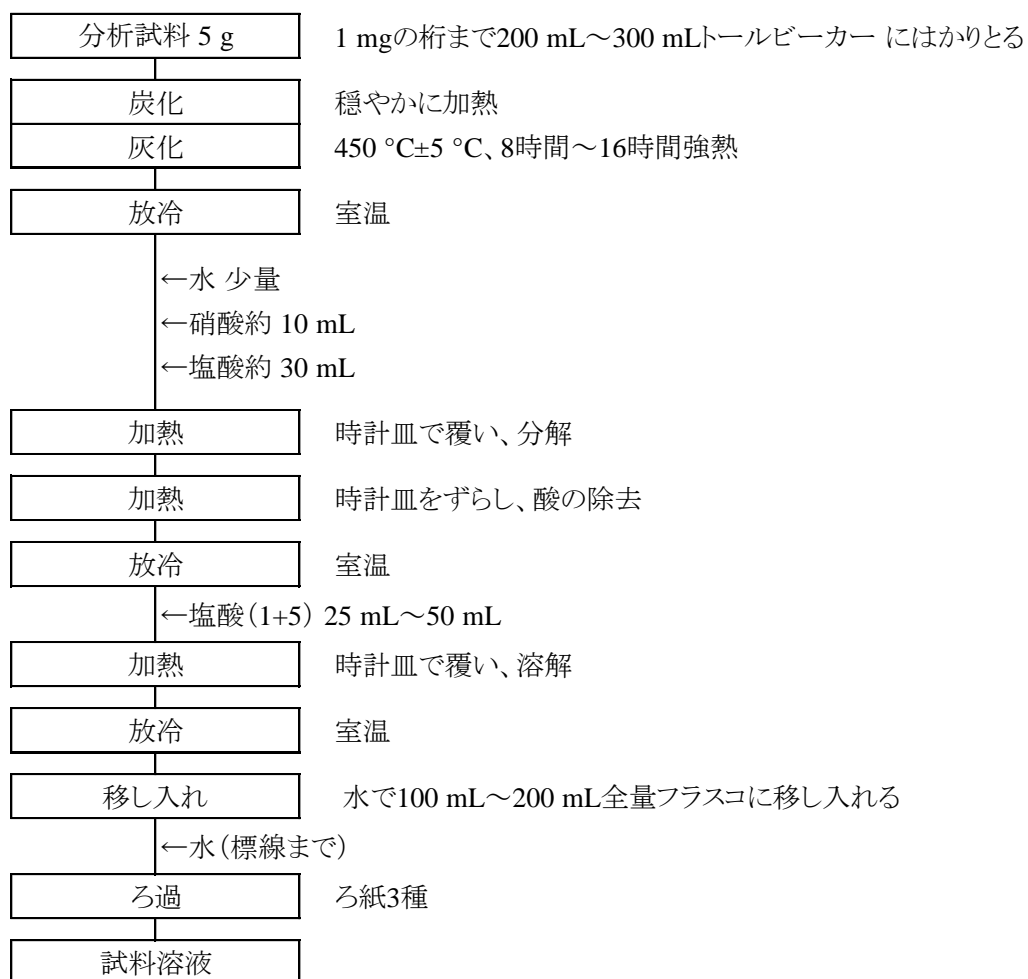 分析試料 5 g 1 mgの桁まで200 mL～300 mLトールビーカー にはかりとる
炭化 穏やかに加熱
灰化 450 °C±5 °C、8時間～16時間強熱
放冷 室温
←水 少量
←硝酸約 10 mL
←塩酸約 30 mL
加熱 時計皿で覆い、分解
加熱 時計皿をずらし、酸の除去
放冷 室温
←塩酸（1+5） 25 mL～50 mL
加熱 時計皿で覆い、溶解
放冷 室温
移し入れ 水で100 mL～200 mL全量フラスコに移し入れる
←水（標線まで）
ろ過 ろ紙3種
試料溶液